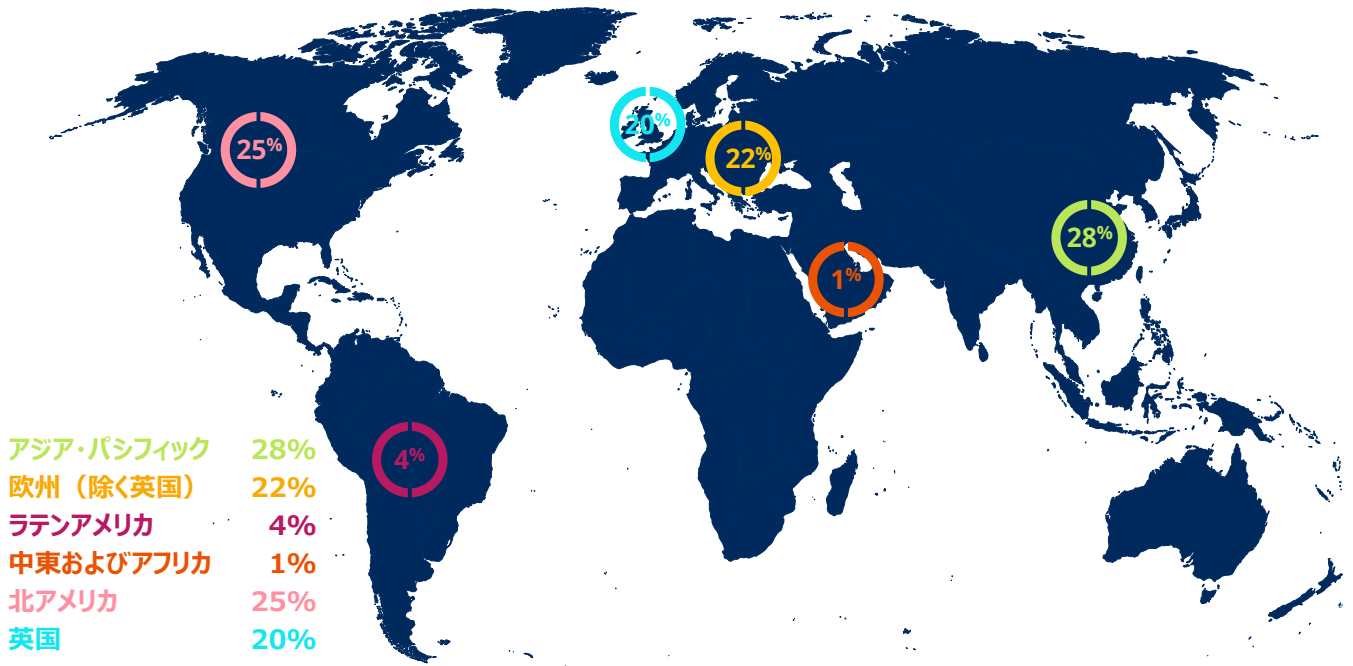 20%
25%
22%
28%
1%
4%
アジア・パシフィック 28%
欧州（除く英国） 22%
ラテンアメリカ 4%
中東およびアフリカ 1%
北アメリカ 25%
英国 20%